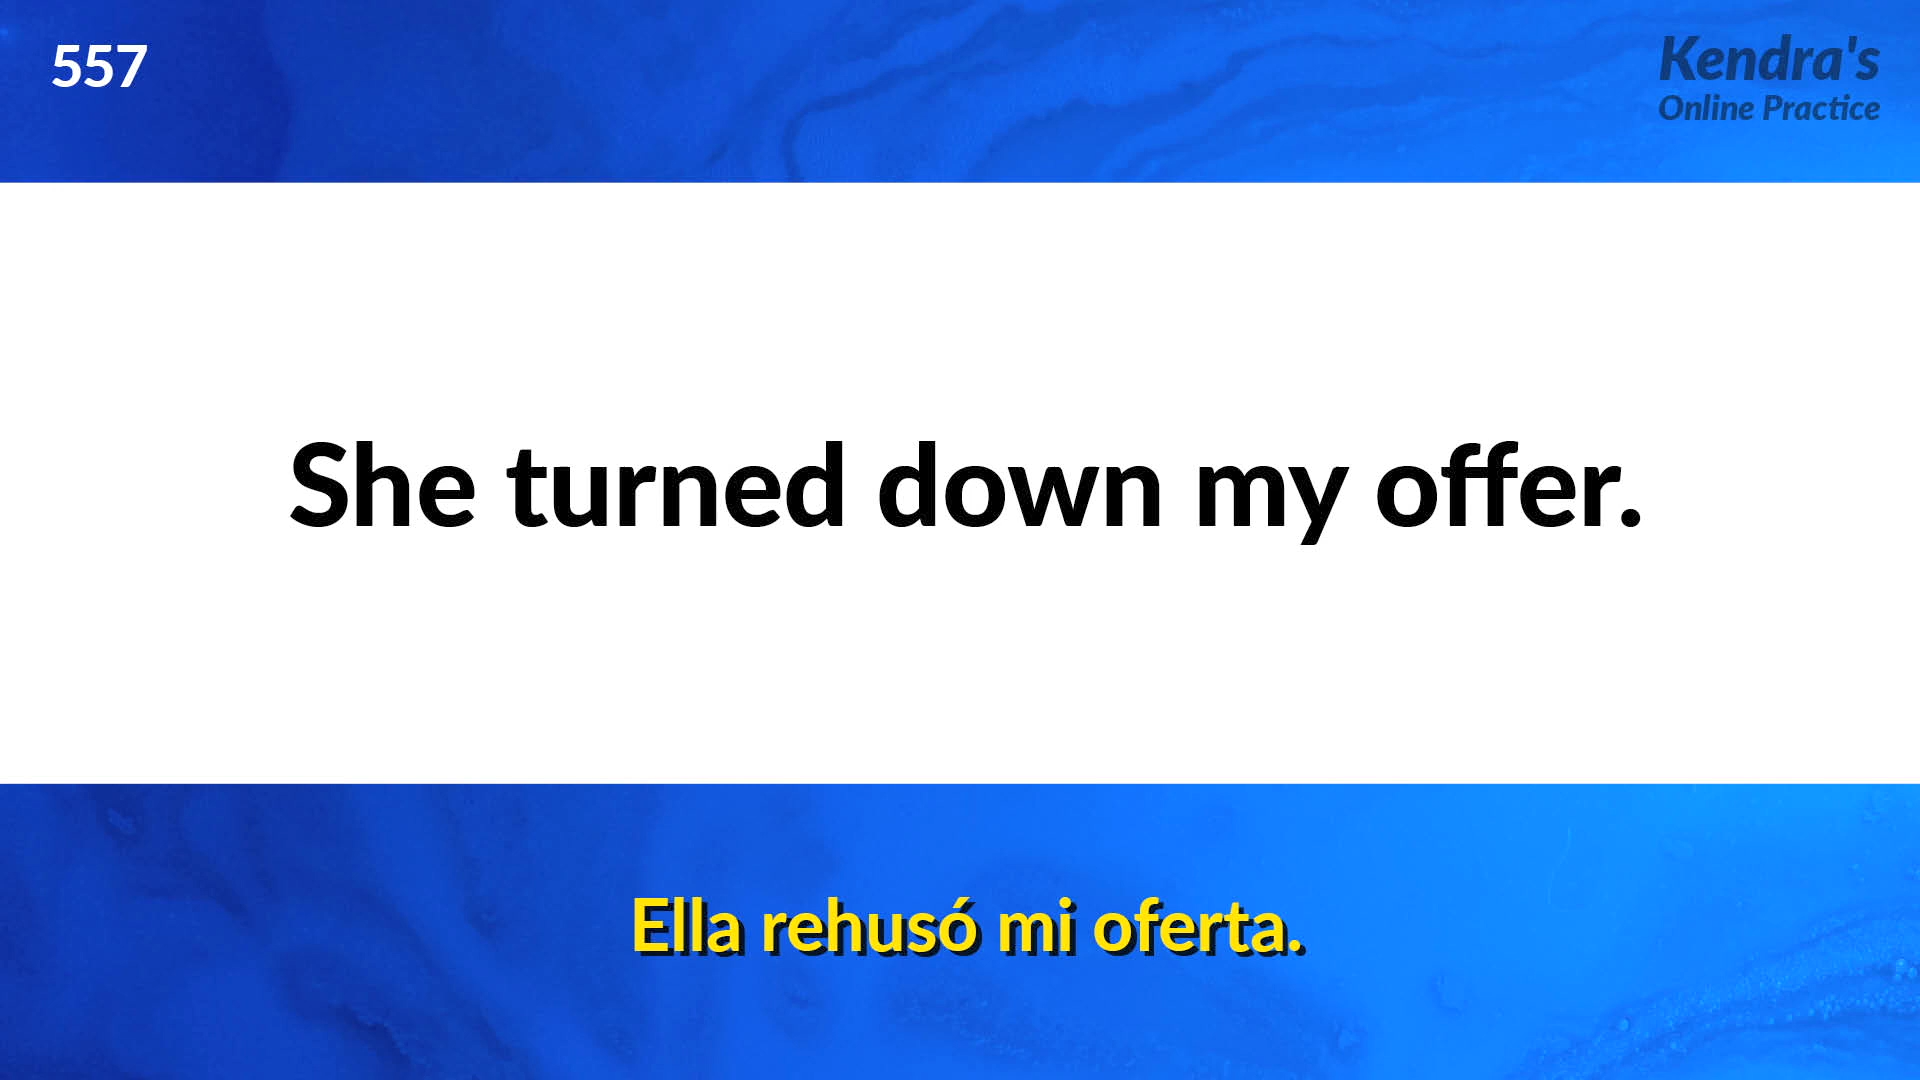 557
Kendra's
Online Practice
She turned down my offer.
Ella rehusó mi oferta.